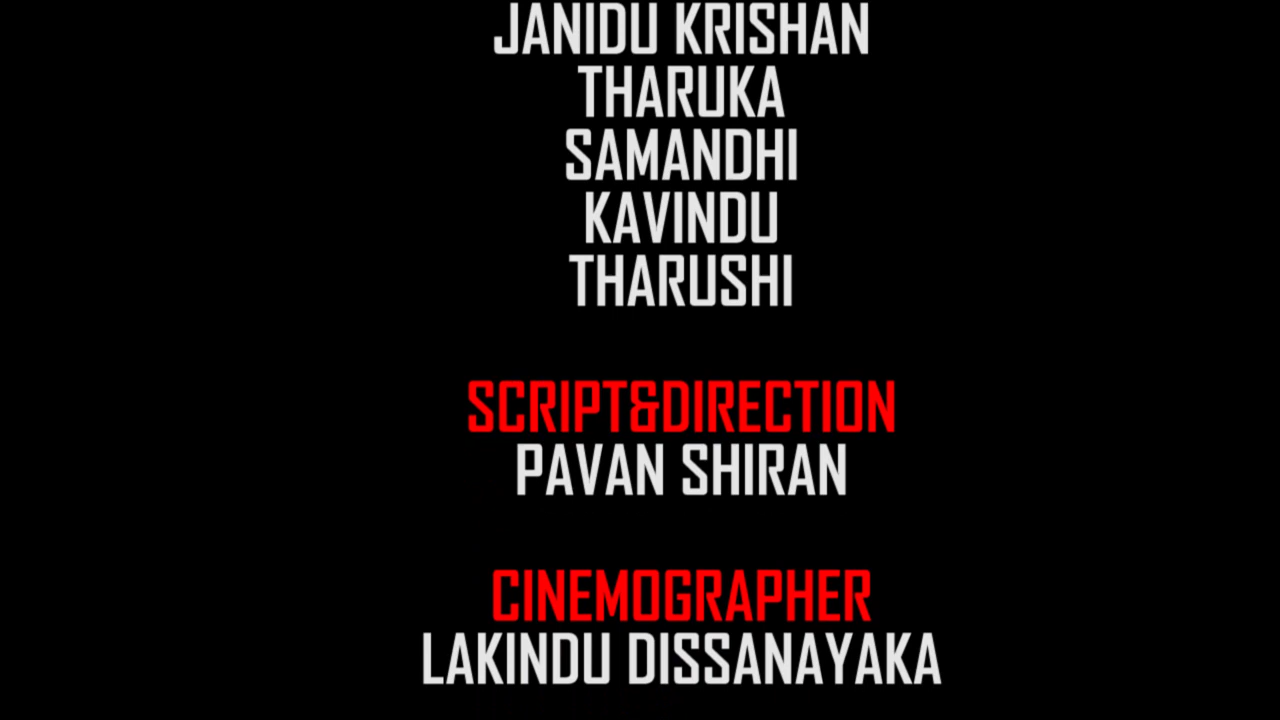 JANIDU KRISHAN
THARUKA
SAMANDHI
KAVINDU
THARUSHI
SCRIPT&DIRECTION
PAVAN SHIRAN
CINEMOGRAPHER
LAKINDU DISSANAYAKA